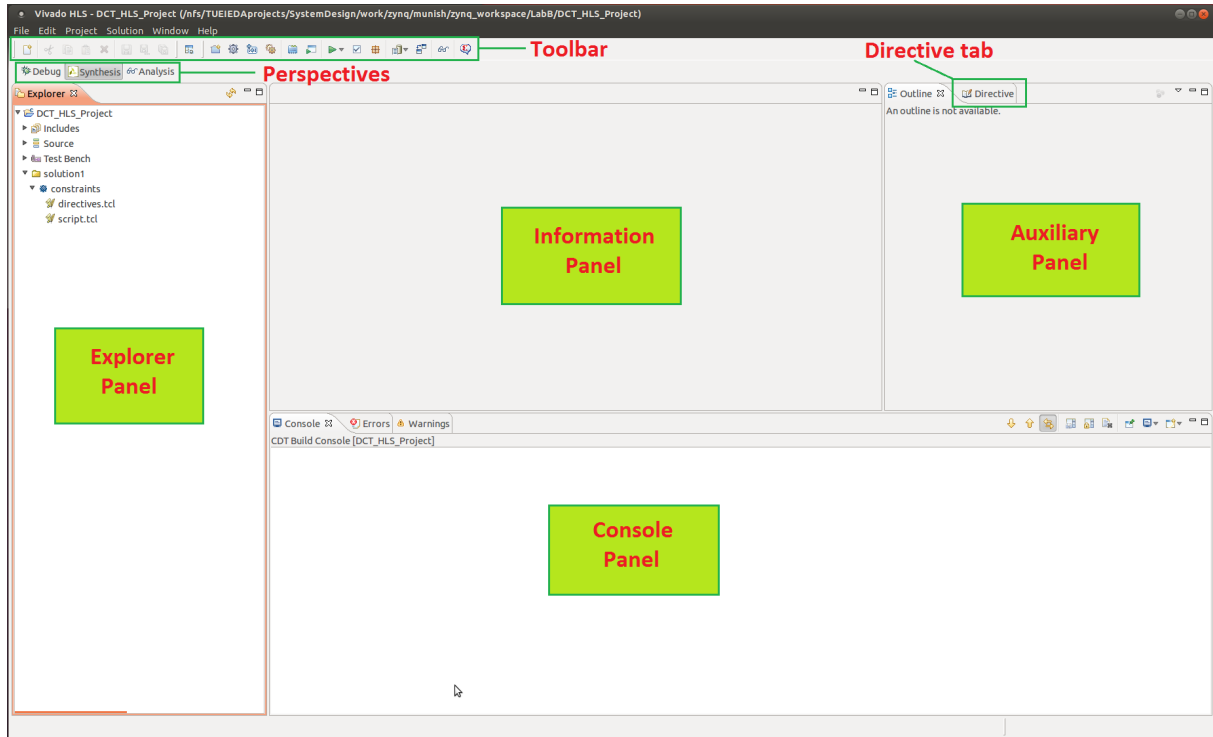 Vivado HLS - DCT_HLS_Project (/nfs/TUEIEDAprojects/SystemDesign/work/zynq/munish/zynq_workspace/LabB/DCT_HLS_Project)
File Edit Project Solution Window Help
Toolbar
Directive tab
Debug Synthesis Analysis
Perspectives
Explorer
Outline Directive
DCT_HLS_Project
An outline is not available.
Includes
Source
Test Bench
solution1
constraints
directives.tcl
script.tcl
Information
Panel
Auxiliary
Panel
Explorer
Panel
Console Errors Warnings
CDT Build Console [DCT_HLS_Project]
Console
Panel